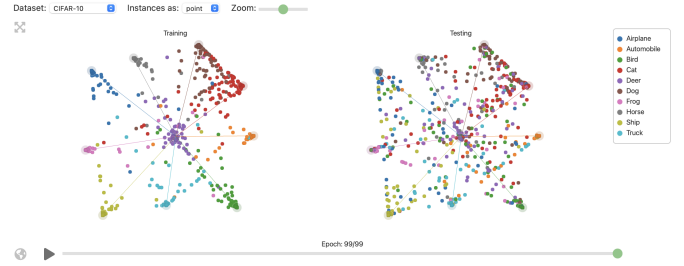 Dataset: CIFAR-10 Instances as: point Zoom:
Training Testing
Airplane
Automobile
Bird
Cat
Deer
Dog
Frog
Horse
Ship
Truck
Epoch: 99/99